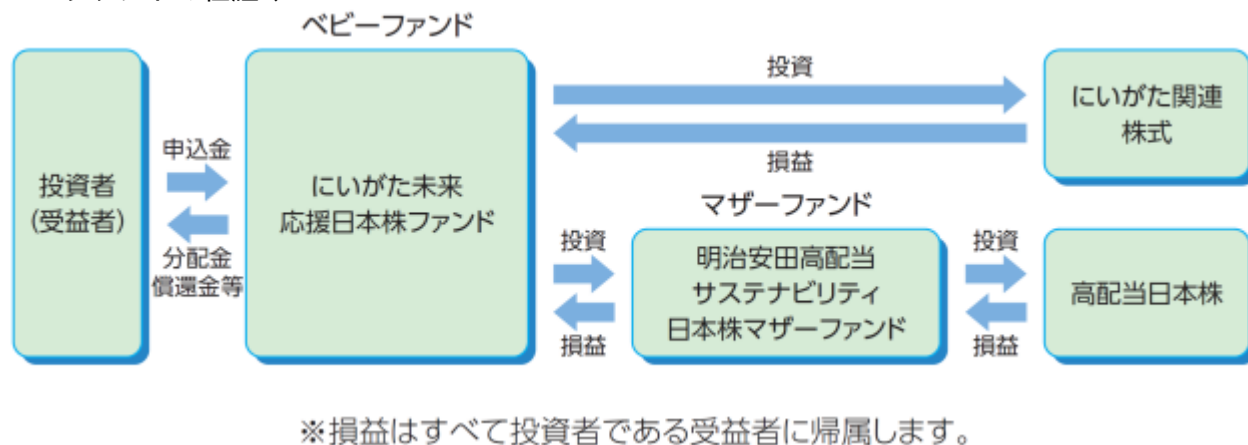 ベビーファンド
投資者
(受益者)
申込金
分配金
償還金等
にいがた未来
応援日本株ファンド
投資
損益
にいがた関連
株式
マザーファンド
投資
損益
明治安田高配当
サステナビリティ
日本株マザーファンド
投資
損益
高配当日本株
※損益はすべて投資者である受益者に帰属します。